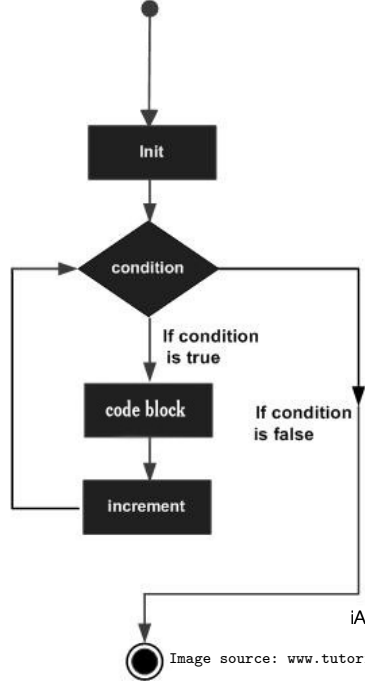 Init
condition
If condition
is true
code block
If condition
is false
increment
iA
Image source: www.tutor